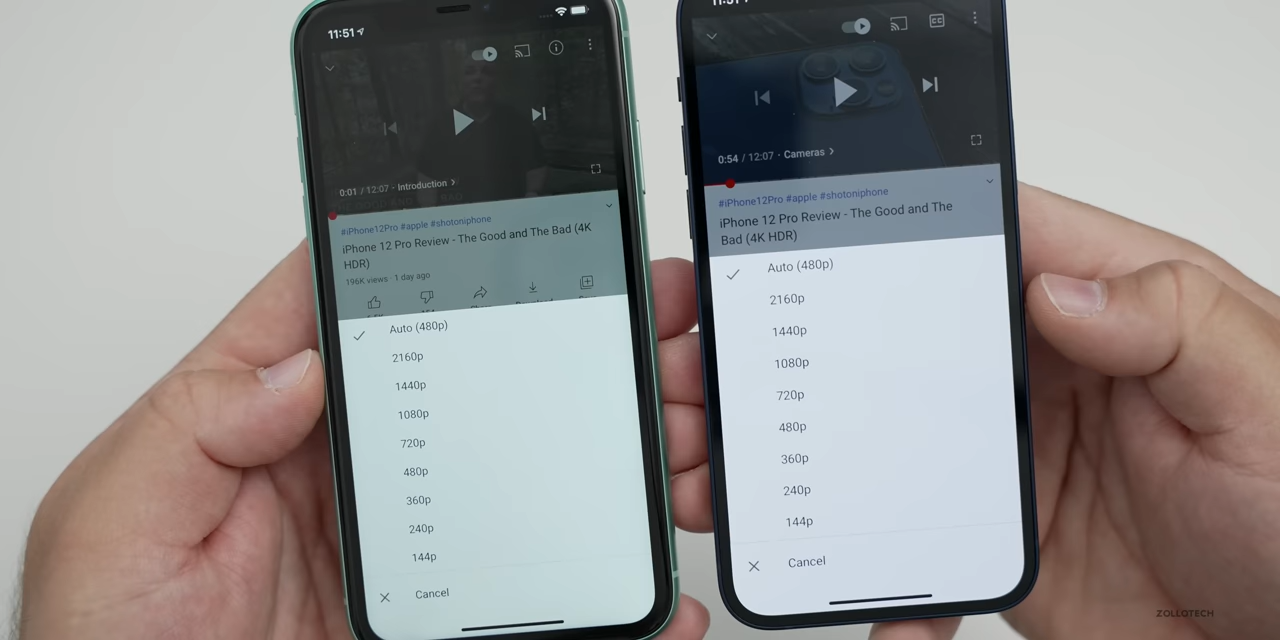 11:51
0:01 / 12:07 · Introduction
#iPhone12Pro #apple #shotoniphone
iPhone 12 Pro Review - The Good and The Bad (4K
HDR)
196K views · 1 day ago
Auto (480p)
2160p
1440p
1080p
720p
480p
360p
240p
144p
Cancel
11:51
CC
0:54 / 12:07 · Cameras
#iPhone12Pro #apple #shotoniphone
iPhone 12 Pro Review - The Good and The
Bad (4K HDR)
Auto (480p)
2160p
1440p
1080p
720p
480p
360p
240p
144p
Cancel
ZOLLOTECH